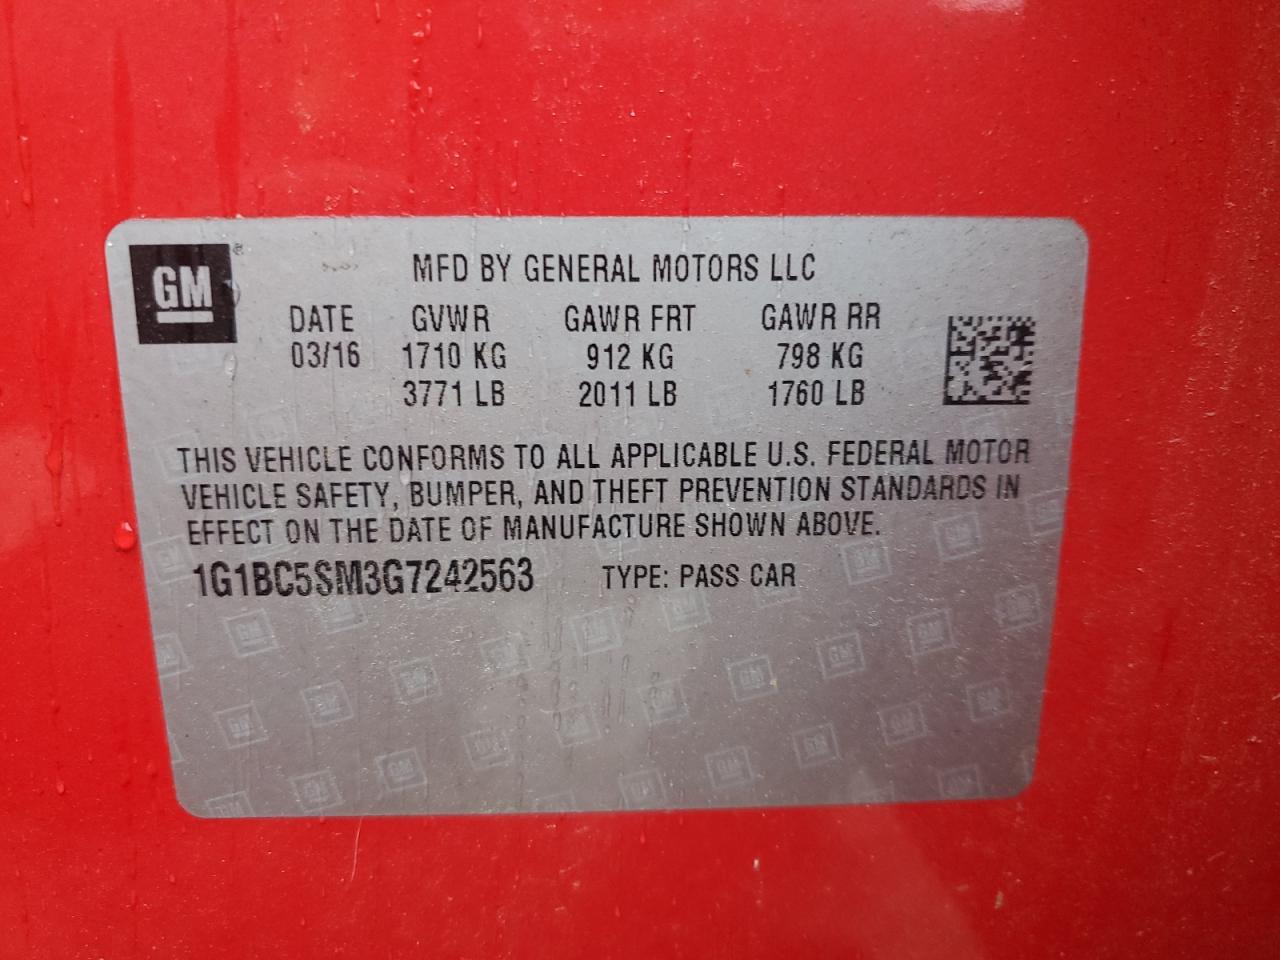 GM®
MFD BY GENERAL MOTORS LLC
DATE GVWR GAWR FRT GAWR RR
03/16 1710 KG 912 KG 798 KG
3771 LB 2011 LB 1760 LB
THIS VEHICLE CONFORMS TO ALL APPLICABLE U.S. FEDERAL MOTOR
VEHICLE SAFETY, BUMPER, AND THEFT PREVENTION STANDARDS IN
EFFECT ON THE DATE OF MANUFACTURE SHOWN ABOVE.
1G1BC5SM3G7242563 TYPE: PASS CAR